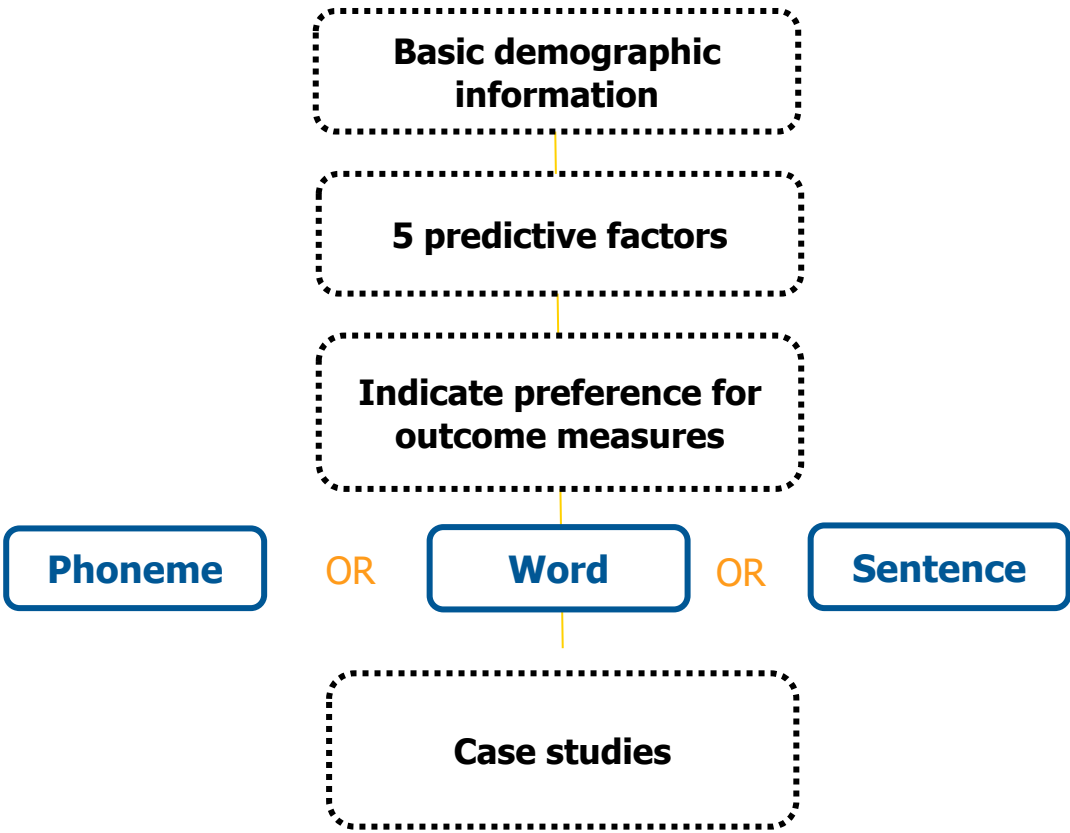 Basic demographic
information
5 predictive factors
Indicate preference for
outcome measures
Phoneme OR Word OR Sentence
Case studies